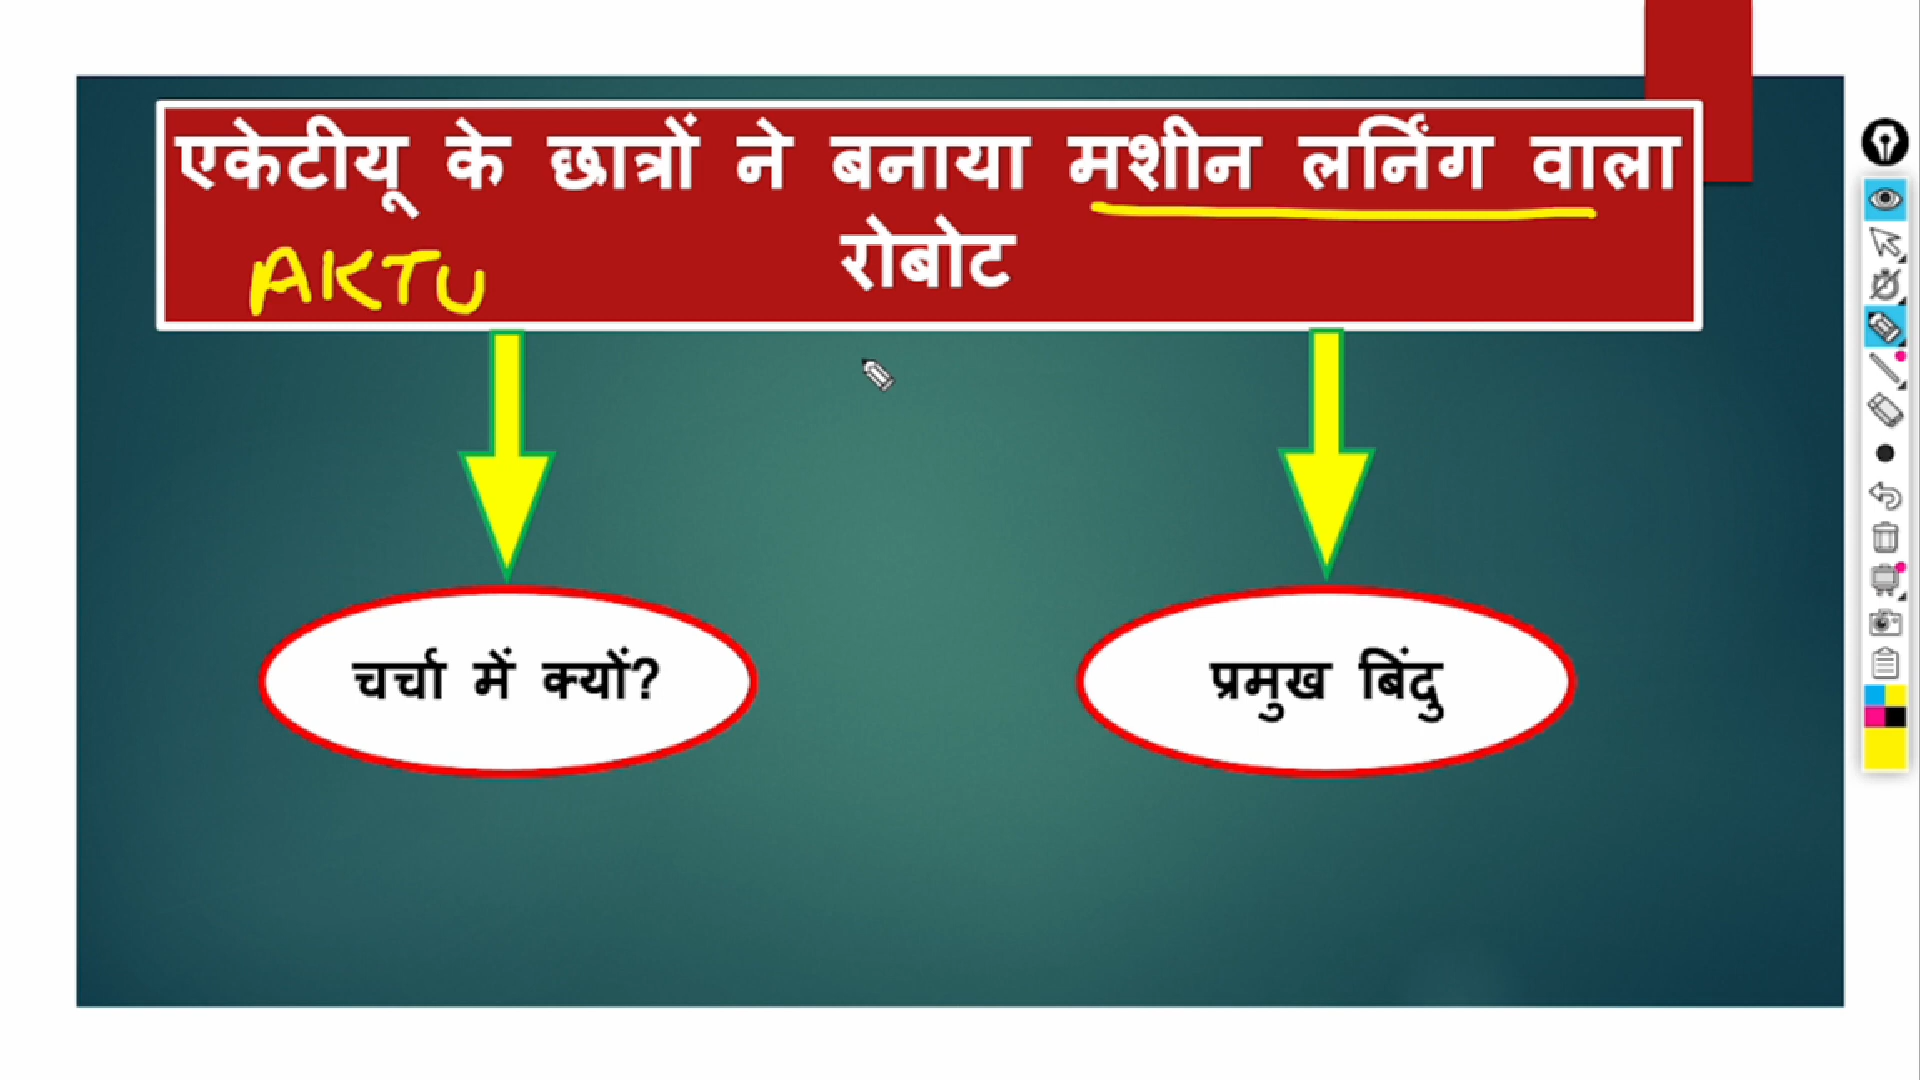 एकेटीयू के छात्रों ने बनाया मशीन लर्निंग वाला
रोबोट
AKTU
चर्चा में क्यों?
प्रमुख बिंदु